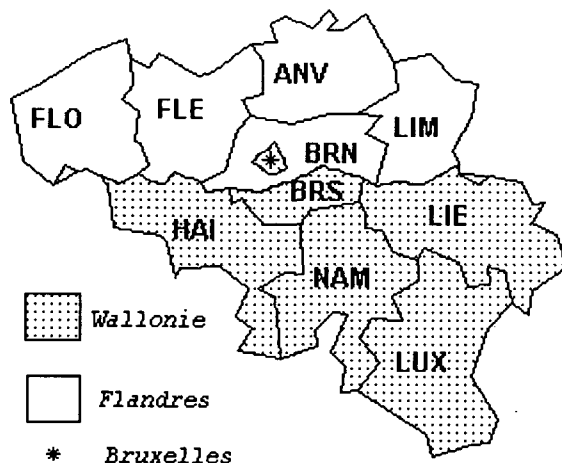 ANV
FLO
FLE
LIM
BRN
BRS
HAI
LIE
NAM
Wallonie
LUX
Flandres
* Bruxelles